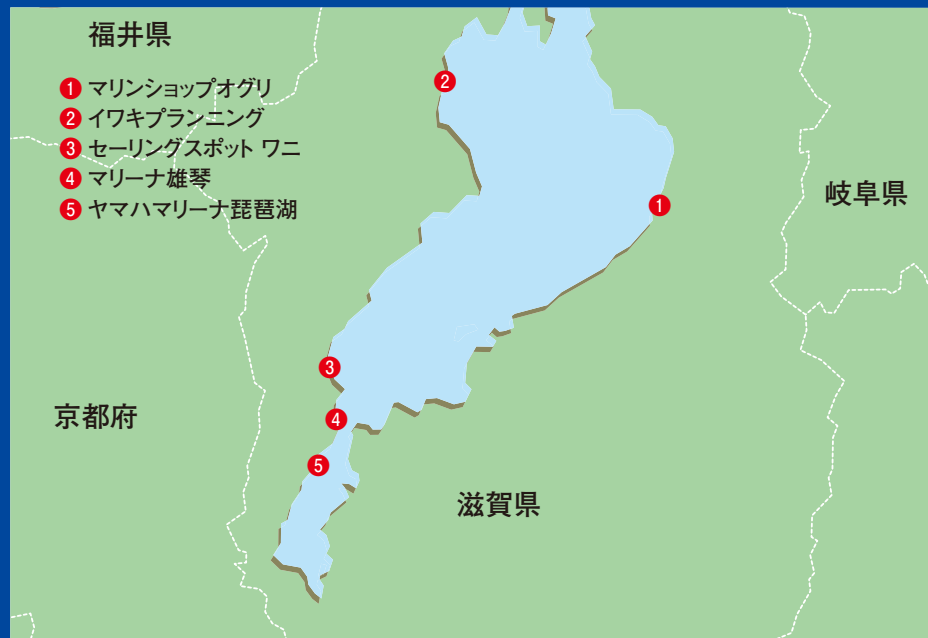 福井県
1 マリンショップオグリ
2 イワキプランニング
3 セーリングスポット ワニ
4 マリーナ雄琴
5 ヤマハマリーナ琵琶湖
2
岐阜県
1
3
京都府
4
5
滋賀県